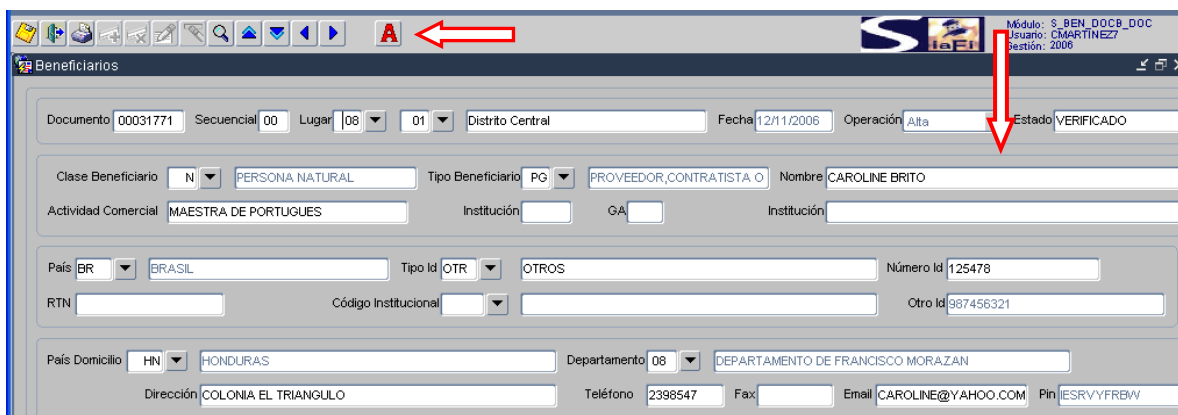 A
S iaFi
Módulo: S_BEN_DOCB_DOC
Usuario: CMARTINEZ7
Gestión: 2006
Beneficiarios
Documento 00031771 Secuencial 00 Lugar 08 01 Distrito Central Fecha 12/11/2006 Operación Alta Estado VERIFICADO
Clase Beneficiario N PERSONA NATURAL Tipo Beneficiario PG PROVEEDOR,CONTRATISTA O Nombre CAROLINE BRITO
Actividad Comercial MAESTRA DE PORTUGUES Institución GA Institución
País BR BRASIL Tipo Id OTR OTROS Número Id 125478
RTN Código Institucional Otro Id 987456321
País Domicilio HN HONDURAS Departamento 08 DEPARTAMENTO DE FRANCISCO MORAZAN
Dirección COLONIA EL TRIANGULO Teléfono 2398547 Fax Email CAROLINE@YAHOO.COM Pin IESRVYFRBW